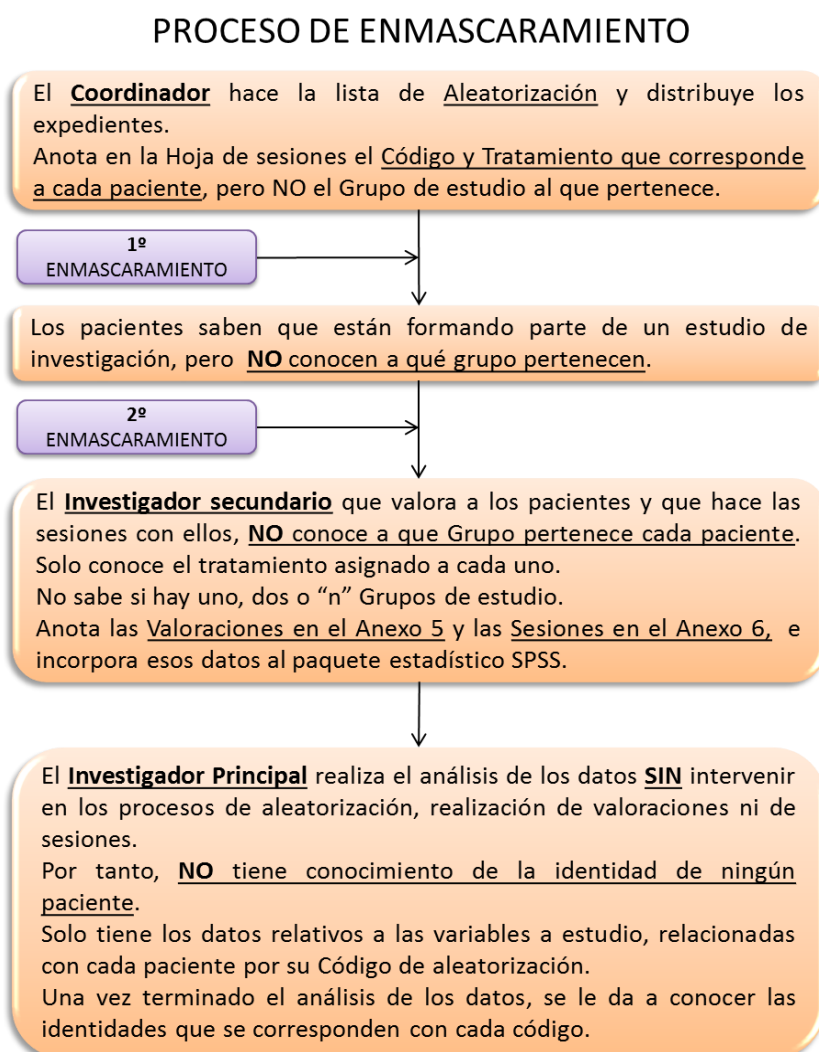 PROCESO DE ENMASCARAMIENTO
El Coordinador hace la lista de Aleatorización y distribuye los
expedientes.
Anota en la Hoja de sesiones el Código y Tratamiento que corresponde
a cada paciente, pero NO el Grupo de estudio al que pertenece.
1º
ENMASCARAMIENTO
Los pacientes saben que están formando parte de un estudio de
investigación, pero NO conocen a qué grupo pertenecen.
2º
ENMASCARAMIENTO
El Investigador secundario que valora a los pacientes y que hace las
sesiones con ellos, NO conoce a que Grupo pertenece cada paciente.
Solo conoce el tratamiento asignado a cada uno.
No sabe si hay uno, dos o “n” Grupos de estudio.
Anota las Valoraciones en el Anexo 5 y las Sesiones en el Anexo 6, e
incorpora esos datos al paquete estadístico SPSS.
El Investigador Principal realiza el análisis de los datos SIN intervenir
en los procesos de aleatorización, realización de valoraciones ni de
sesiones.
Por tanto, NO tiene conocimiento de la identidad de ningún
paciente.
Solo tiene los datos relativos a las variables a estudio, relacionadas
con cada paciente por su Código de aleatorización.
Una vez terminado el análisis de los datos, se le da a conocer las
identidades que se corresponden con cada código.